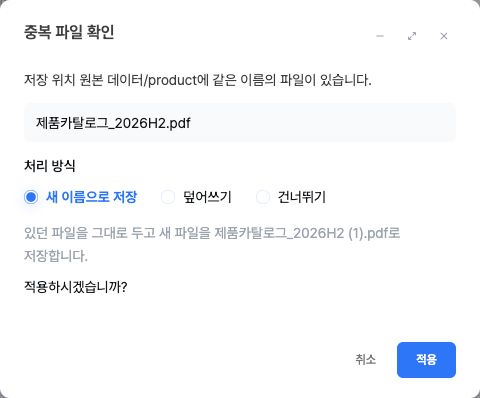 중복 파일 확인
저장 위치 원본 데이터/product에 같은 이름의 파일이 있습니다.
제품카탈로그_2026H2.pdf
처리 방식
새 이름으로 저장 덮어쓰기 건너뛰기
있던 파일을 그대로 두고 새 파일을 제품카탈로그_2026H2 (1).pdf로
저장합니다.
적용하시겠습니까?
취소 적용